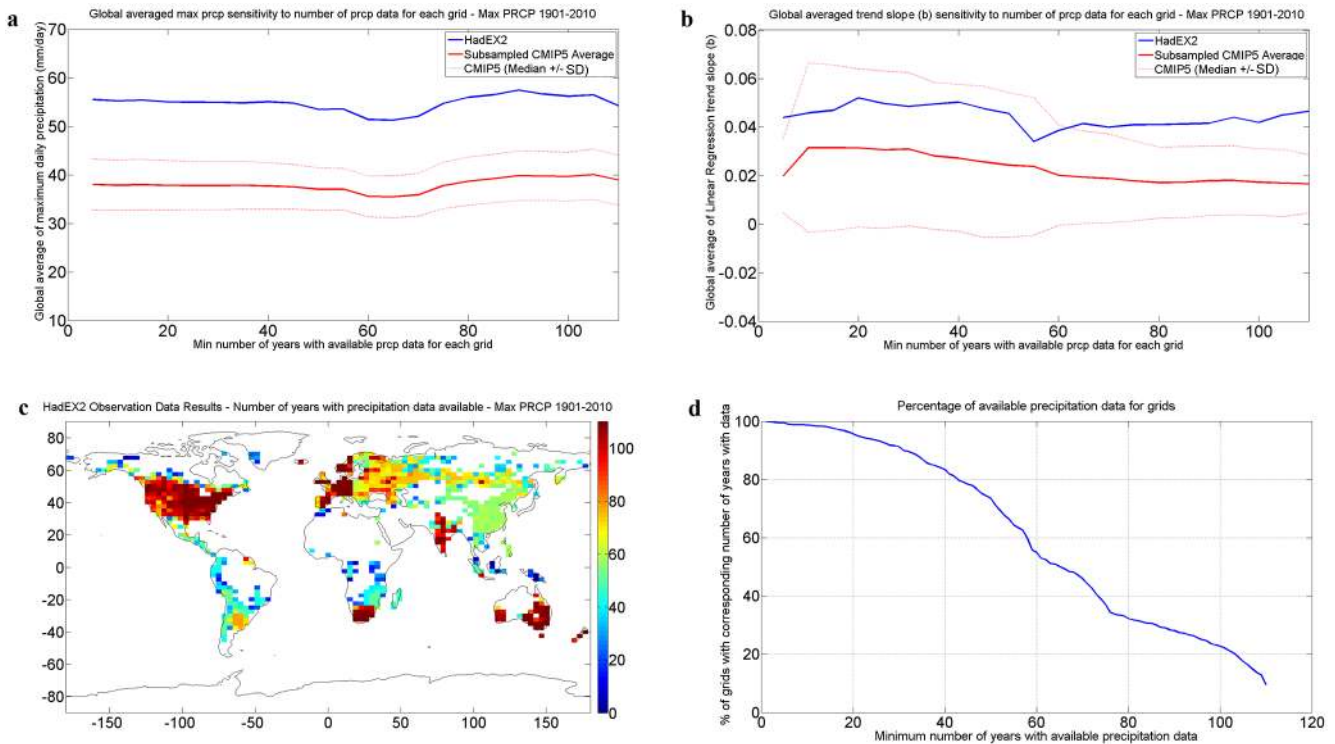 a
Global averaged max prcp sensitivity to number of prcp data for each grid - Max PRCP 1901-2010
Global average of maximum daily precipitation (mm/day)
70
60
50
40
30
20
10
HadEX2
Subsampled CMIP5 Average
CMIP5 (Median +/- SD)
0 20 40 60 80 100
Min number of years with available prcp data for each grid
b
Global averaged trend slope (b) sensitivity to number of prcp data for each grid - Max PRCP 1901-2010
Global average of Linear Regression trend slope (b)
0.08
0.06
0.04
0.02
0
-0.02
-0.04
HadEX2
Subsampled CMIP5 Average
CMIP5 (Median +/- SD)
0 20 40 60 80 100
Min number of years with available prcp data for each grid
c
HadEX2 Observation Data Results - Number of years with precipitation data available - Max PRCP 1901-2010
80
60
40
20
0
-20
-40
-60
-80
-150 -100 -50 0 50 100 150
100
80
60
40
20
0
d
Percentage of available precipitation data for grids
% of grids with corresponding number of years with data
100
80
60
40
20
0
0 20 40 60 80 100 120
Minimum number of years with available precipitation data